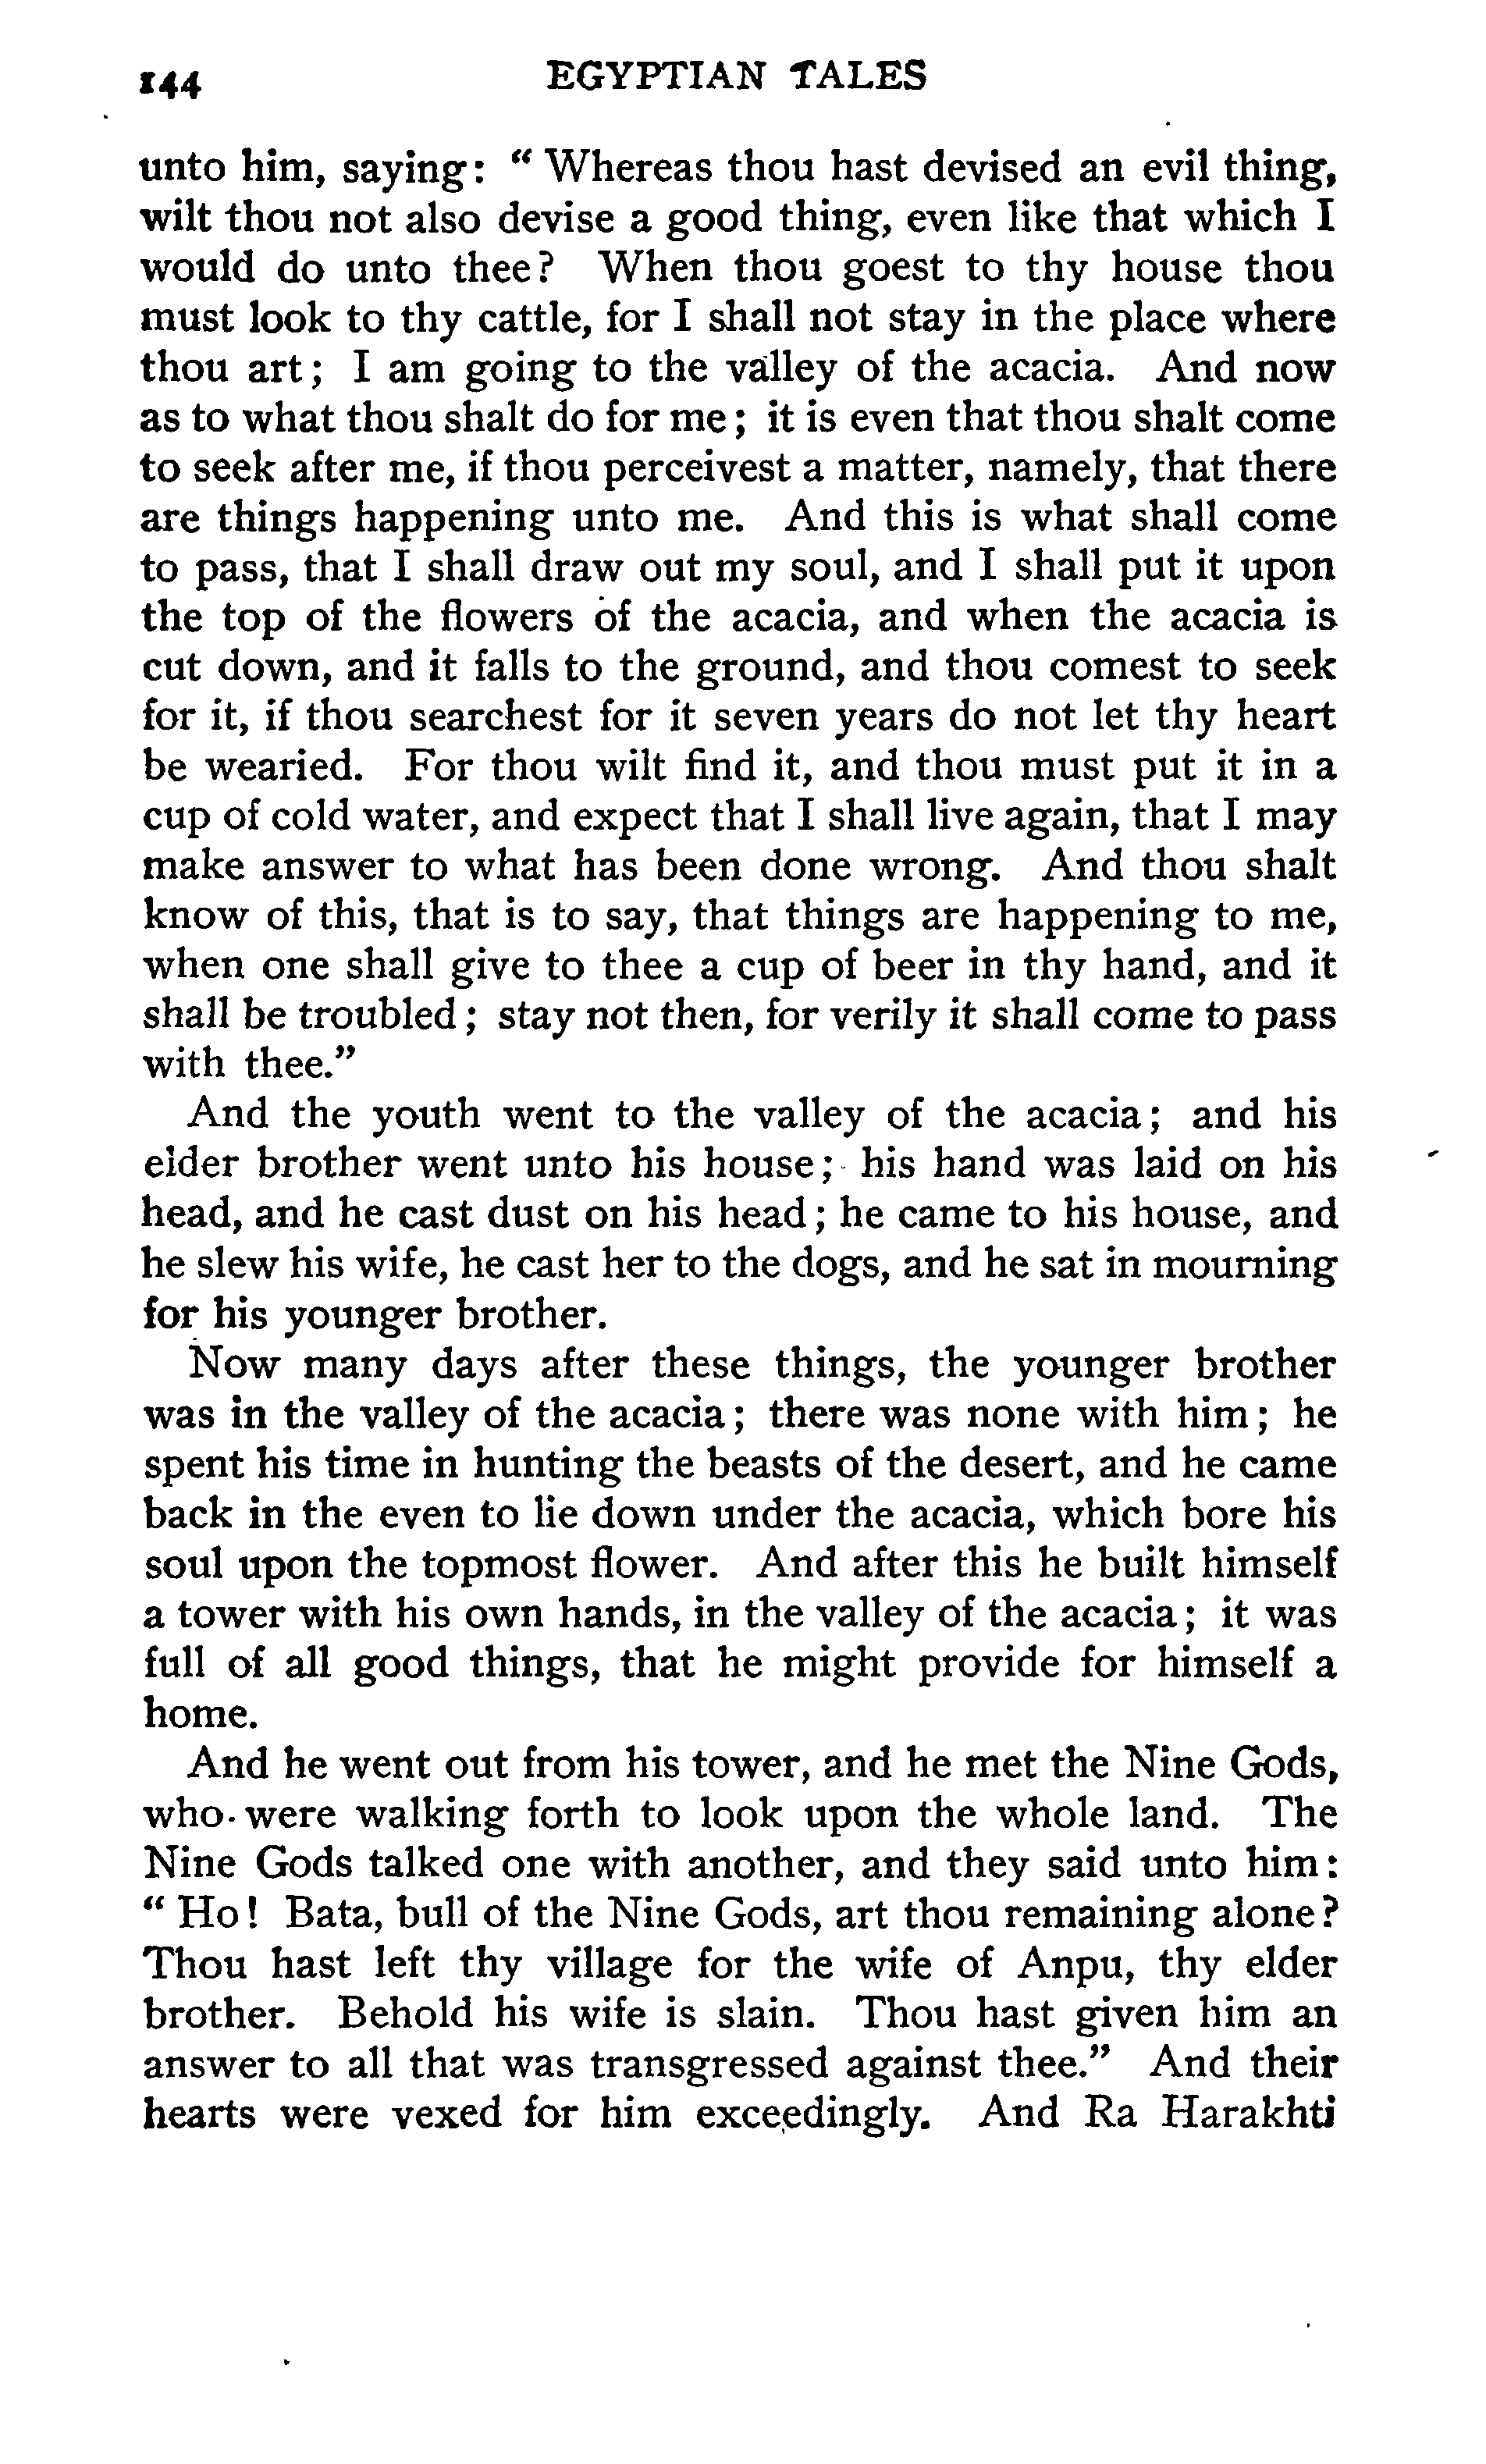 144 EGYPTIAN TALES
unto him, saying: “ Whereas thou hast devised an evil thing,
wilt thou not also devise a good thing, even like that which I
would do unto thee? When thou goest to thy house thou
must look to thy cattle, for I shall not stay in the place where
thou art; I am going to the valley of the acacia. And now
as to what thou shalt do for me; it is even that thou shalt come
to seek after me, if thou perceivest a matter, namely, that there
are things happening unto me. And this is what shall come
to pass, that I shall draw out my soul, and I shall put it upon
the top of the flowers of the acacia, and when the acacia is
cut down, and it falls to the ground, and thou comest to seek
for it, if thou searchest for it seven years do not let thy heart
be wearied. For thou wilt find it, and thou must put it in a
cup of cold water, and expect that I shall live again, that I may
make answer to what has been done wrong. And thou shalt
know of this, that is to say, that things are happening to me,
when one shall give to thee a cup of beer in thy hand, and it
shall be troubled; stay not then, for verily it shall come to pass
with thee.”
And the youth went to the valley of the acacia; and his
elder brother went unto his house; his hand was laid on his
head, and he cast dust on his head; he came to his house, and
he slew his wife, he cast her to the dogs, and he sat in mourning
for his younger brother.
Now many days after these things, the younger brother
was in the valley of the acacia; there was none with him; he
spent his time in hunting the beasts of the desert, and he came
back in the even to lie down under the acacia, which bore his
soul upon the topmost flower. And after this he built himself
a tower with his own hands, in the valley of the acacia; it was
full of all good things, that he might provide for himself a
home.
And he went out from his tower, and he met the Nine Gods,
who were walking forth to look upon the whole land. The
Nine Gods talked one with another, and they said unto him:
“ Ho! Bata, bull of the Nine Gods, art thou remaining alone?
Thou hast left thy village for the wife of Anpu, thy elder
brother. Behold his wife is slain. Thou hast given him an
answer to all that was transgressed against thee.” And their
hearts were vexed for him exceedingly. And Ra Harakhti